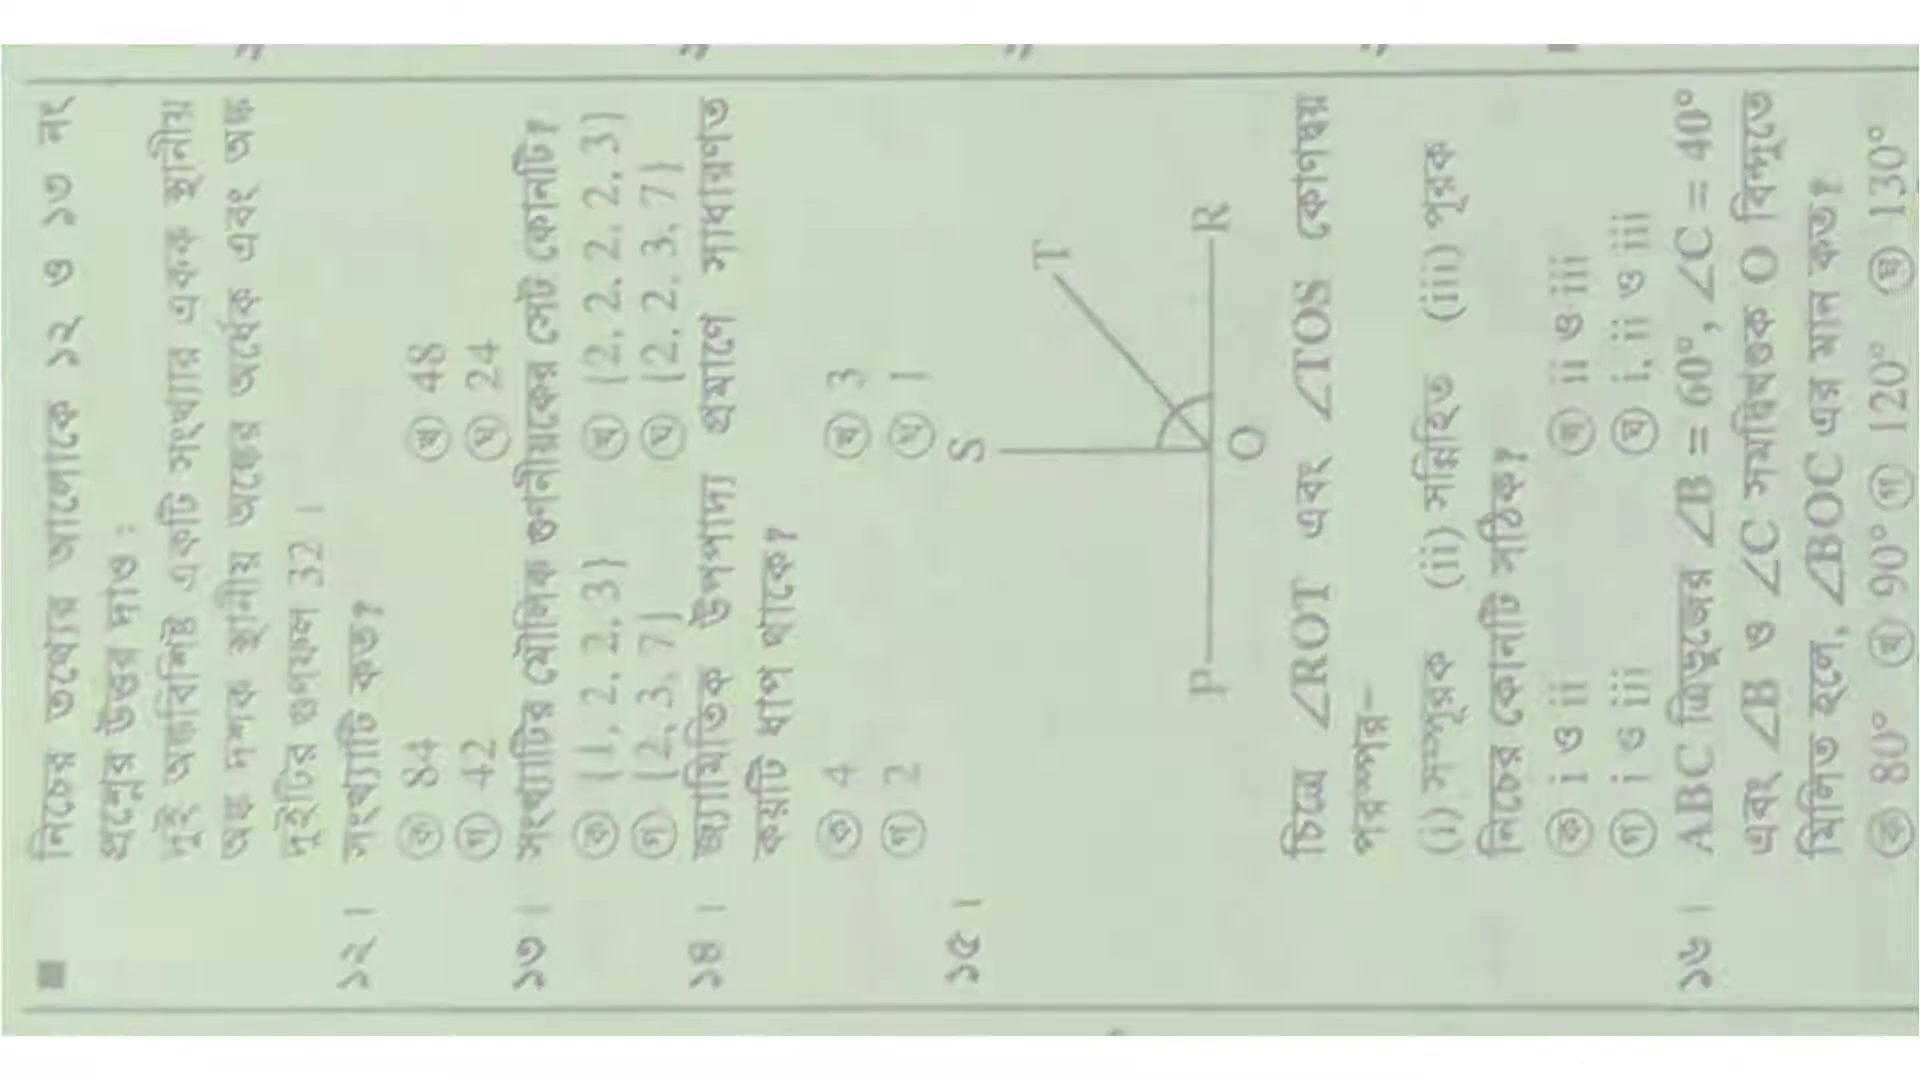 নিচের তথ্যের আলোকে ১২ ও ১৩ নং
প্রশ্নের উত্তর দাও :
দুই অঙ্কবিশিষ্ট একটি সংখ্যার একক স্থানীয়
অঙ্ক দশক স্থানীয় অঙ্কের অর্ধেক এবং অঙ্ক
দুইটির গুণফল 32 ।
১২ । সংখ্যাটি কত?
ক 84 খ 48
গ 42 ঘ 24
১৩ । সংখ্যাটির মৌলিক গুণনীয়কের সেট কোনটি?
ক {1, 2, 2, 3} খ {2, 2, 2, 2, 3}
গ {2, 3, 7} ঘ {2, 2, 3, 7}
১৪ । জ্যামিতিক উপপাদ্য প্রমাণে সাধারণত
কয়টি ধাপ থাকে?
ক 4 খ 3
গ 2 ঘ 1
১৫ ।
S
T
P
O
R
চিত্রে ∠ROT এবং ∠TOS কোণদ্বয়
পরস্পর–
(i) সম্পূরক (ii) সন্নিহিত (iii) পূরক
নিচের কোনটি সঠিক?
ক i ও ii খ ii ও iii
গ i ও iii ঘ i, ii ও iii
১৬ । ABC ত্রিভুজের ∠B = 60°, ∠C = 40°
এবং ∠B ও ∠C সমদ্বিখণ্ডক O বিন্দুতে
মিলিত হলে, ∠BOC এর মান কত?
ক 80° খ 90° গ 120° ঘ 130°